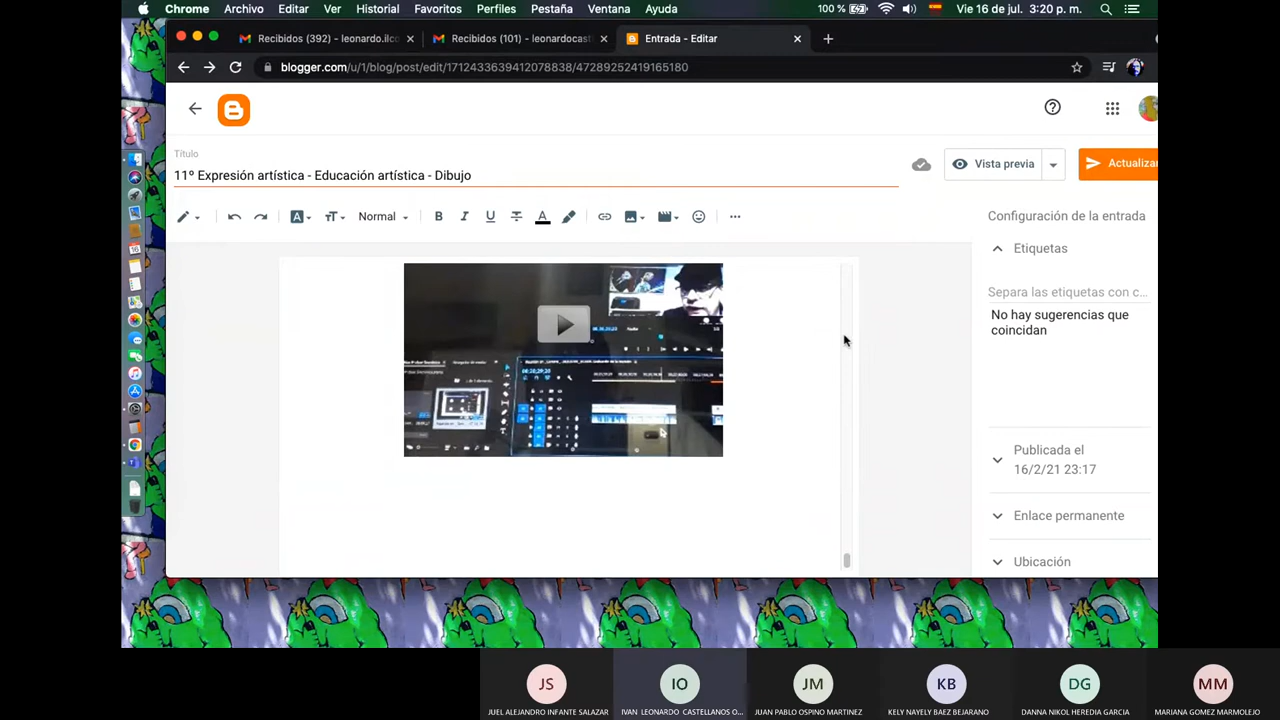 Chrome Archivo Editar Ver Historial Favoritos Perfiles Pestaña Ventana Ayuda 100 % Vie 16 de jul. 3:20 p. m.
Recibidos (392) - leonardo.ilco
Recibidos (101) - leonardocast
Entrada - Editar
blogger.com/u/1/blog/post/edit/1712433639412078838/47289252419165180
Título
11º Expresión artística - Educación artística - Dibujo
Vista previa
Actualizar
Normal
B I U A
Configuración de la entrada
Etiquetas
Separa las etiquetas con c...
No hay sugerencias que
coincidan
Publicada el
16/2/21 23:17
Enlace permanente
Ubicación
JS
IO
JM
KB
DG
MM
JUEL ALEJANDRO INFANTE SALAZAR
IVAN LEONARDO CASTELLANOS O...
JUAN PABLO OSPINO MARTINEZ
KELY NAYELY BAEZ BEJARANO
DANNA NIKOL HEREDIA GARCIA
MARIANA GOMEZ MARMOLEJO